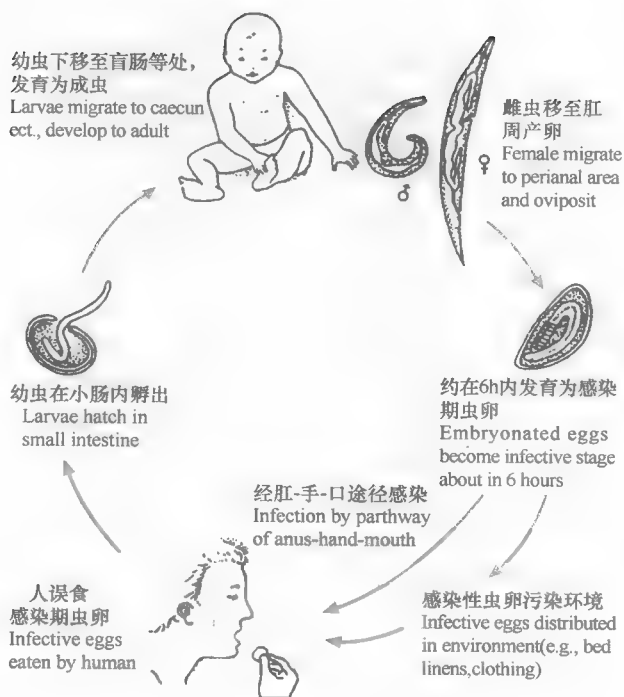 幼虫下移至盲肠等处,
发育为成虫
Larvae migrate to caecun
ect., develop to adult
雌虫移至肛
周产卵
Female migrate
to perianal area
and oviposit
♂
♀
幼虫在小肠内孵出
Larvae hatch in
small intestine
约在6h内发育为感染
期虫卵
Embryonated eggs
become infective stage
about in 6 hours
经肛-手-口途径感染
Infection by parthway
of anus-hand-mouth
人误食
感染期虫卵
Infective eggs
eaten by human
感染性虫卵污染环境
Infective eggs distributed
in environment(e.g., bed
linens,clothing)